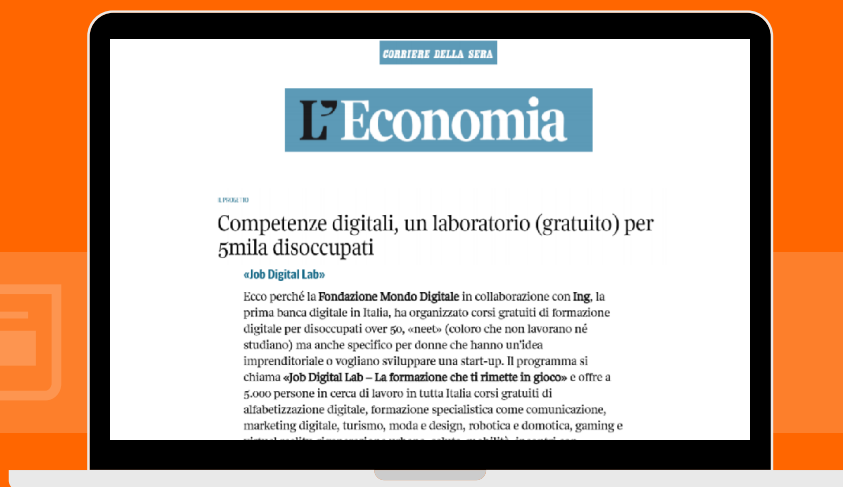 CORRIERE DELLA SERA
L'Economia
IL PROGETTO
Competenze digitali, un laboratorio (gratuito) per
5mila disoccupati
«Job Digital Lab»
Ecco perché la Fondazione Mondo Digitale in collaborazione con Ing, la
prima banca digitale in Italia, ha organizzato corsi gratuiti di formazione
digitale per disoccupati over 50, «neet» (coloro che non lavorano né
studiano) ma anche specifico per donne che hanno un'idea
imprenditoriale o vogliano sviluppare una start-up. Il programma si
chiama «Job Digital Lab – La formazione che ti rimette in gioco» e offre a
5.000 persone in cerca di lavoro in tutta Italia corsi gratuiti di
alfabetizzazione digitale, formazione specialistica come comunicazione,
marketing digitale, turismo, moda e design, robotica e domotica, gaming e